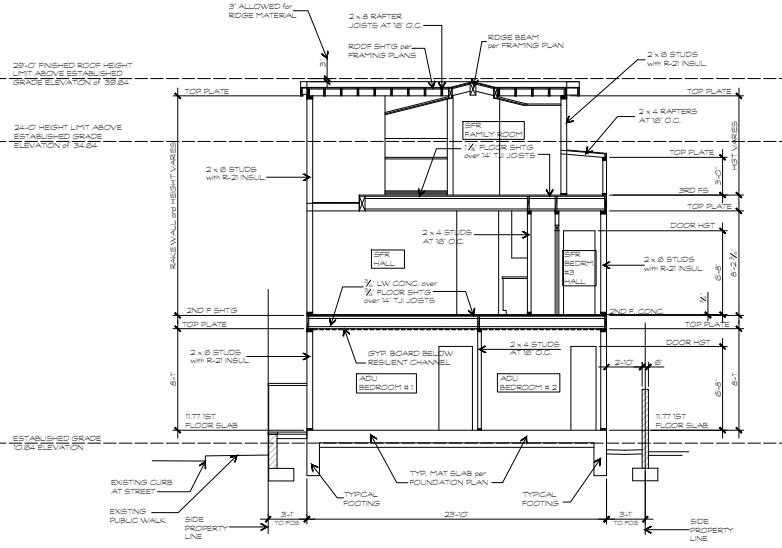 3" ALLOWED for
RIDGE MATERIAL
2 x 8 RAFTER
JOISTS AT 16" O.C.
ROOF SHTG per
FRAMING PLANS
RIDGE BEAM
per FRAMING PLAN
2 x 6 STUDS
with R-21 INSUL.
3"
29'-0" FINISHED ROOF HEIGHT
LIMIT ABOVE ESTABLISHED
GRADE ELEVATION of 39.84
TOP PLATE
TOP PLATE
2 x 4 RAFTERS
AT 16" O.C.
24'-0" HEIGHT LIMIT ABOVE
ESTABLISHED GRADE
ELEVATION of 34.84
SFR
FAMILY ROOM
FLOOR SHTG
over 14" TJI JOISTS
TOP PLATE
HGT VARIES
3'-0"
2 x 6 STUDS
with R-21 INSUL
RAKE WALL and HEIGHT VARIES
3RD FS
TOP PLATE
DOOR HGT
2 x 4 STUDS
AT 16" O.C.
SFR
HALL
SFR
BEDRM
#3
HALL
2 x 6 STUDS
with R-21 INSUL
6'-8"
LW CONC. over
FLOOR SHTG
over 14" TJI JOISTS
2ND F. SHTG
2ND F. CONC.
TOP PLATE
TOP PLATE
DOOR HGT
2 x 6 STUDS
with R-21 INSUL
GYP. BOARD BELOW
RESILIENT CHANNEL
2 x 4 STUDS
AT 16" O.C.
2'-10"
6"
ADU
BEDROOM #1
ADU
BEDROOM # 2
8'-1"
6'-8"
8'-1"
11.77 1ST
FLOOR SLAB
11.77 1ST
FLOOR SLAB
ESTABLISHED GRADE
10.84 ELEVATION
EXISTING CURB
AT STREET
EXISTING
PUBLIC WALK
TYPICAL
FOOTING
TYP. MAT SLAB per
FOUNDATION PLAN
TYPICAL
FOOTING
SIDE
PROPERTY
LINE
3'-1"
TO FOS
23'-10"
3'-1"
TO FOS
SIDE
PROPERTY
LINE